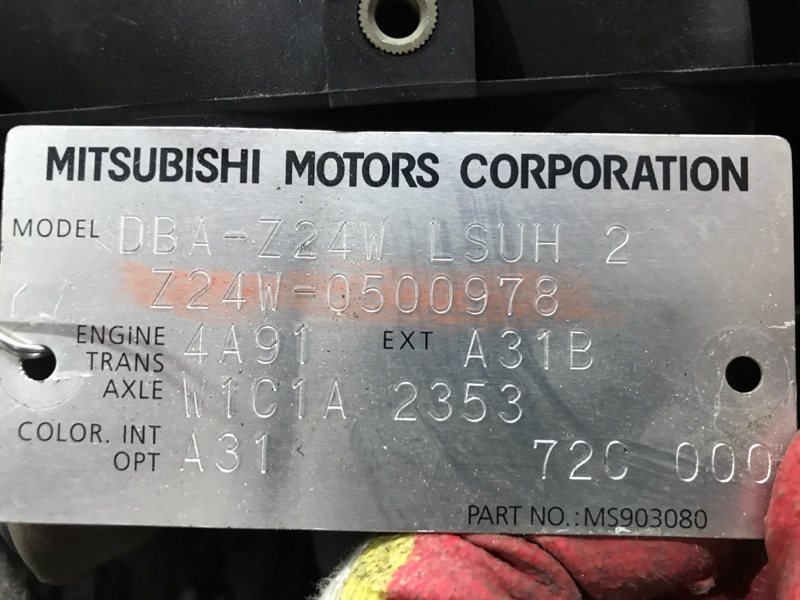 MITSUBISHI MOTORS CORPORATION
MODEL DBA-Z24W LSUH 2
Z24W-0500978
ENGINE 4A91 EXT A31B
TRANS
AXLE W1C1A 2353
COLOR. INT
OPT A31 72C 000
PART NO.:MS903080